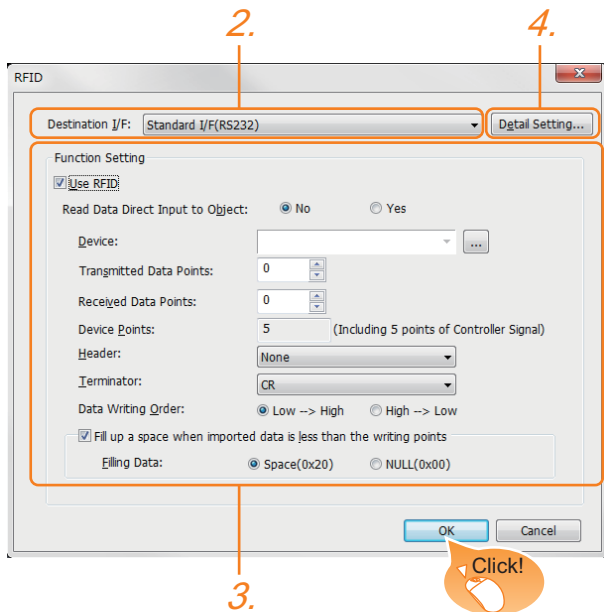 2. 4.
RFID
Destination I/F: Standard I/F(RS232) Detail Setting...
Function Setting
Use RFID
Read Data Direct Input to Object: No Yes
Device: ...
Transmitted Data Points: 0
Received Data Points: 0
Device Points: 5 (Including 5 points of Controller Signal)
Header: None
Terminator: CR
Data Writing Order: Low --> High High --> Low
Fill up a space when imported data is less than the writing points
Filling Data: Space(0x20) NULL(0x00)
OK Cancel
Click!
3.